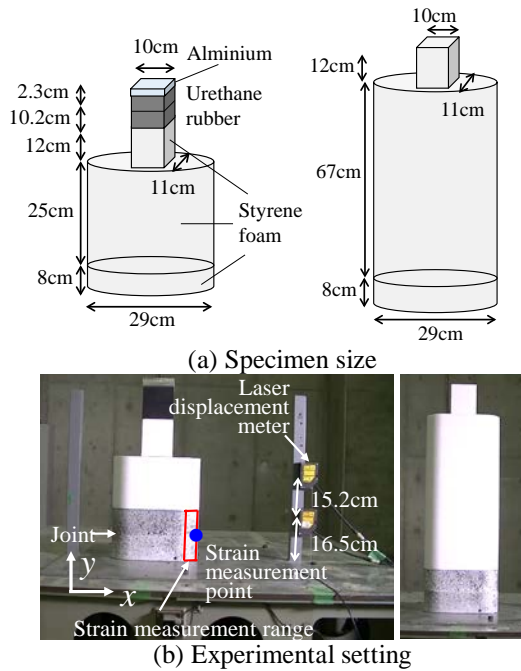 10cm
Alminium
2.3cm
Urethane
rubber
10.2cm
12cm
11cm
25cm
Styrene
foam
8cm
29cm
10cm
12cm
11cm
67cm
8cm
29cm
(a) Specimen size
Laser
displacement
meter
15.2cm
Joint
16.5cm
y
Strain
measurement
point
x
Strain measurement range
(b) Experimental setting